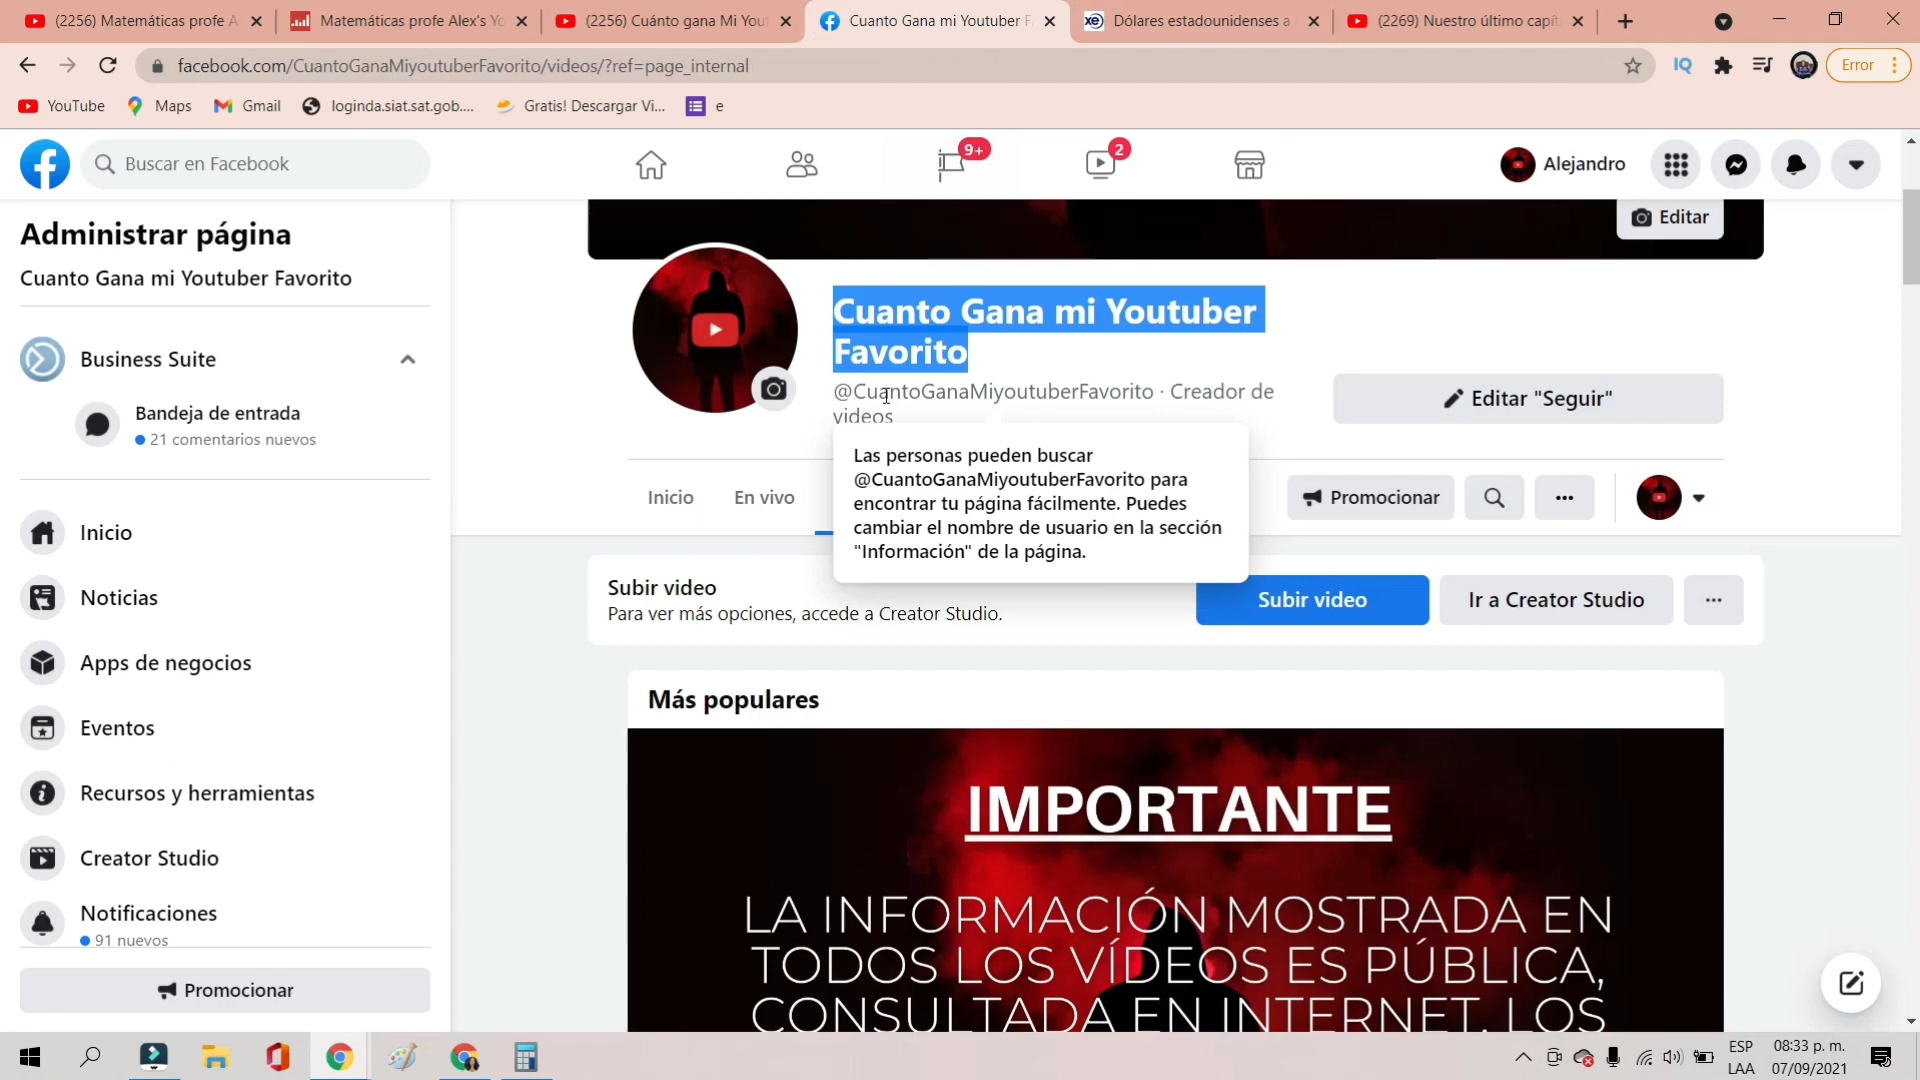 (2256) Matemáticas profe A
Matemáticas profe Alex's Yo
(2256) Cuánto gana Mi You
Cuanto Gana mi Youtuber F
Dólares estadounidenses a
(2269) Nuestro último capít
facebook.com/CuantoGanaMiyoutuberFavorito/videos/?ref=page_internal
IQ
Error
YouTube
Maps
Gmail
loginda.siat.sat.gob....
Gratis! Descargar Vi...
e
Buscar en Facebook
9+
2
Alejandro
Administrar página
Cuanto Gana mi Youtuber Favorito
Business Suite
Bandeja de entrada
21 comentarios nuevos
Inicio
Noticias
Apps de negocios
Eventos
Recursos y herramientas
Creator Studio
Notificaciones
91 nuevos
Promocionar
Editar
Cuanto Gana mi Youtuber
Favorito
@CuantoGanaMiyoutuberFavorito · Creador de
videos
Editar "Seguir"
Las personas pueden buscar
@CuantoGanaMiyoutuberFavorito para
encontrar tu página fácilmente. Puedes
cambiar el nombre de usuario en la sección
"Información" de la página.
Inicio
En vivo
Promocionar
Subir video
Para ver más opciones, accede a Creator Studio.
Subir video
Ir a Creator Studio
Más populares
IMPORTANTE
LA INFORMACIÓN MOSTRADA EN
TODOS LOS VÍDEOS ES PÚBLICA,
CONSULTADA EN INTERNET. LOS
ESP
LAA
08:33 p. m.
07/09/2021